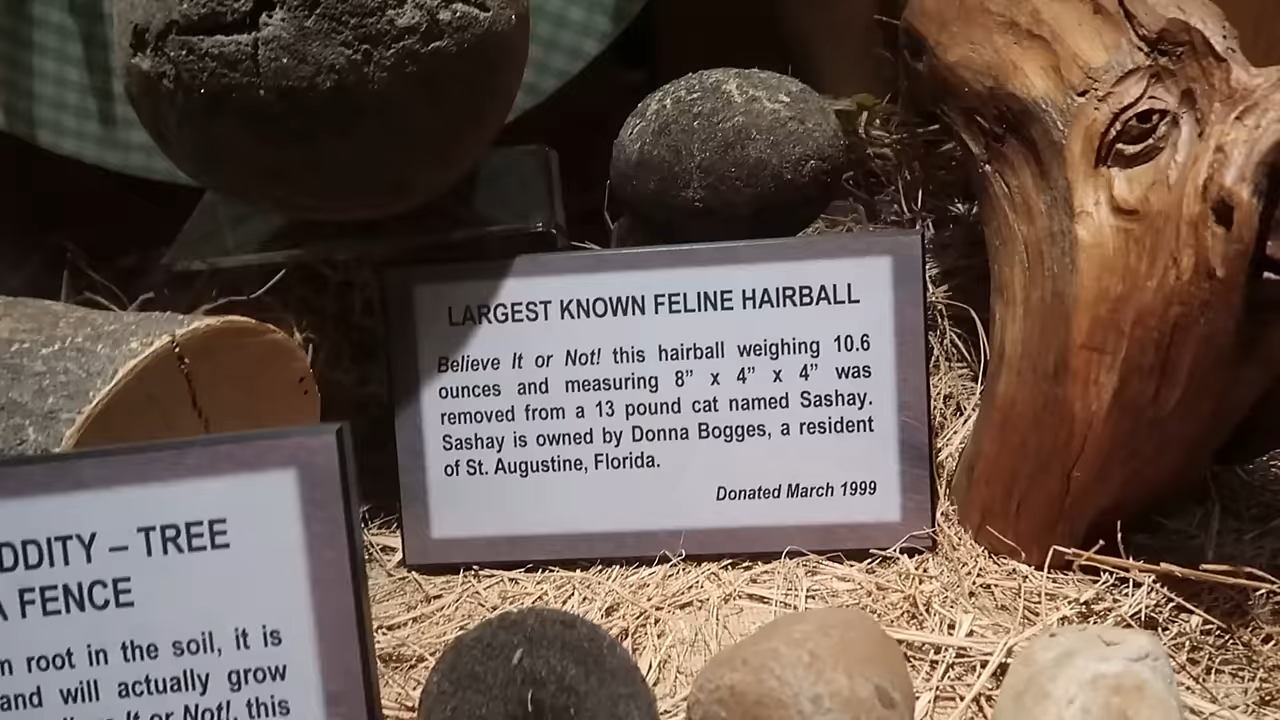 LARGEST KNOWN FELINE HAIRBALL
Believe It or Not! this hairball weighing 10.6
ounces and measuring 8” x 4” x 4” was
removed from a 13 pound cat named Sashay.
Sashay is owned by Donna Bogges, a resident
of St. Augustine, Florida.
Donated March 1999
DDITY – TREE
A FENCE
root in the soil, it is
and will actually grow
It or Not!, this